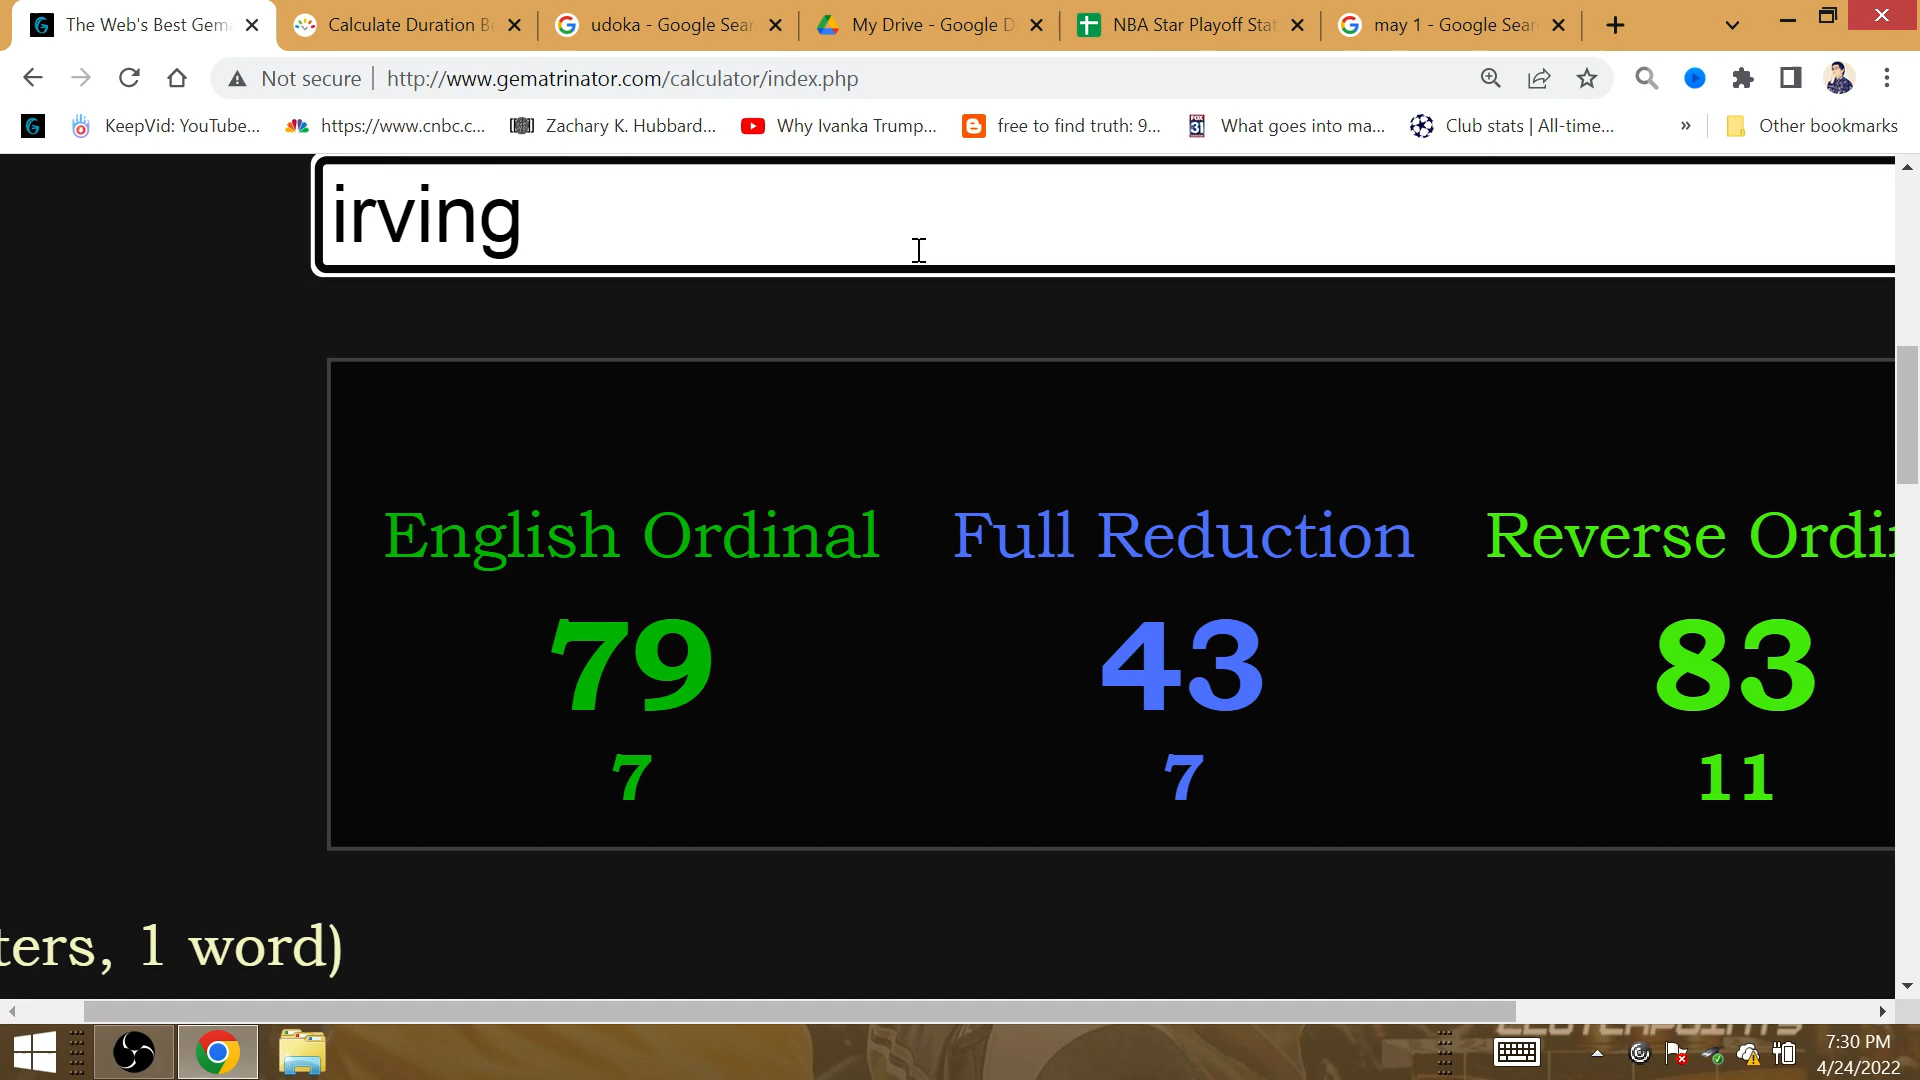 The Web's Best Gem
Calculate Duration Be
udoka - Google Sear
My Drive - Google D
NBA Star Playoff Stat
may 1 - Google Sear
Not secure
http://www.gematrinator.com/calculator/index.php
KeepVid: YouTube...
https://www.cnbc.c...
Zachary K. Hubbard...
Why Ivanka Trump...
free to find truth: 9...
What goes into ma...
Club stats | All-time...
»
Other bookmarks
irving
English Ordinal
Full Reduction
Reverse Ordi
79
43
83
7
7
11
ters, 1 word)
7:30 PM
4/24/2022